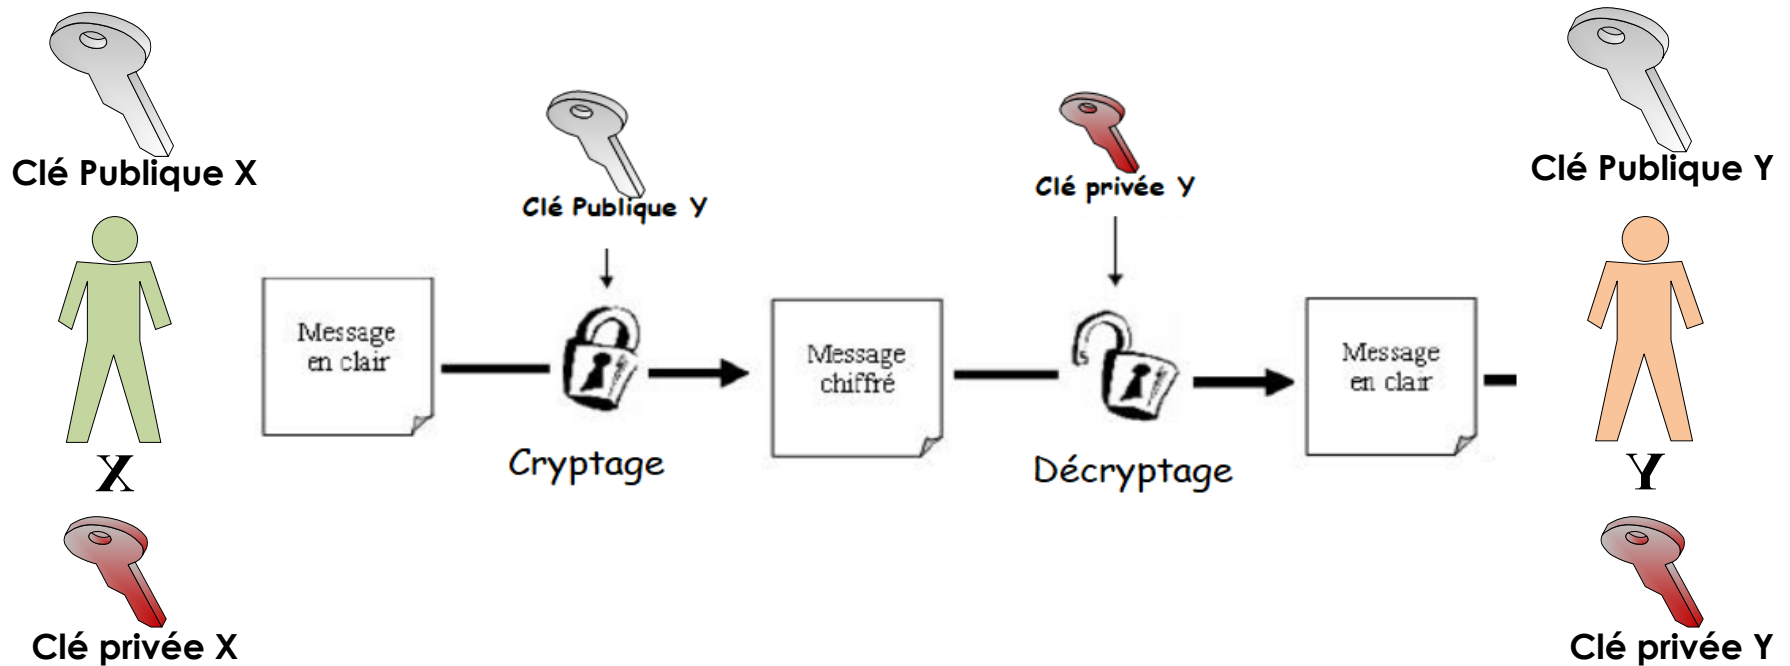 Clé Publique X
Clé Publique Y
Clé privée Y
Clé Publique Y
Message
en clair
Message
chiffré
Message
en clair
Cryptage
Décryptage
X
Y
Clé privée X
Clé privée Y